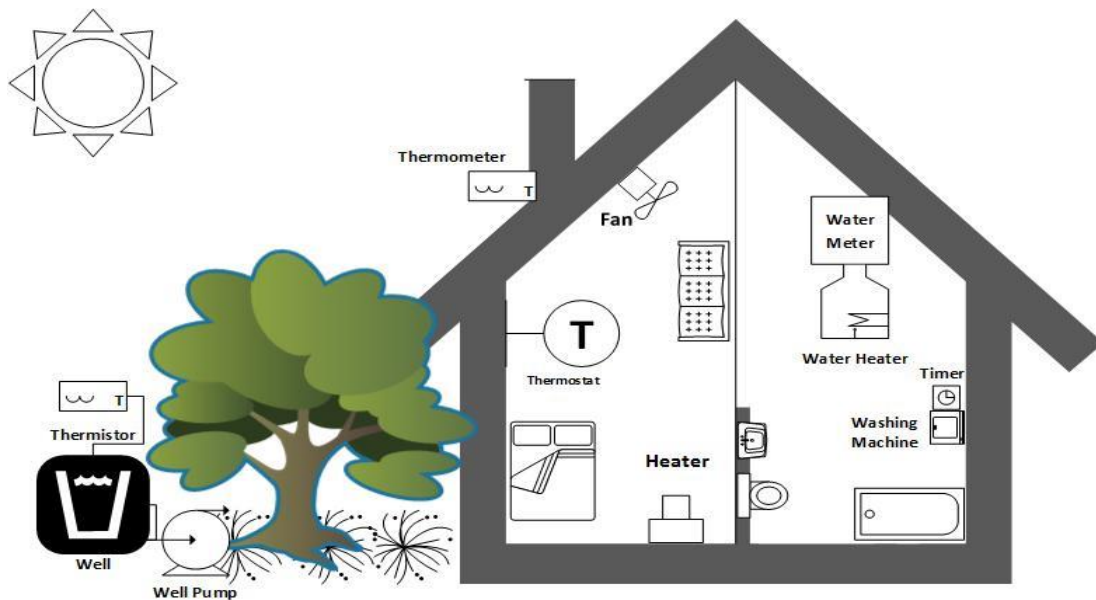 Thermometer
T
Fan
Water
Meter
T
Thermostat
Water Heater
Timer
T
Thermistor
Washing
Machine
Heater
Well
Well Pump